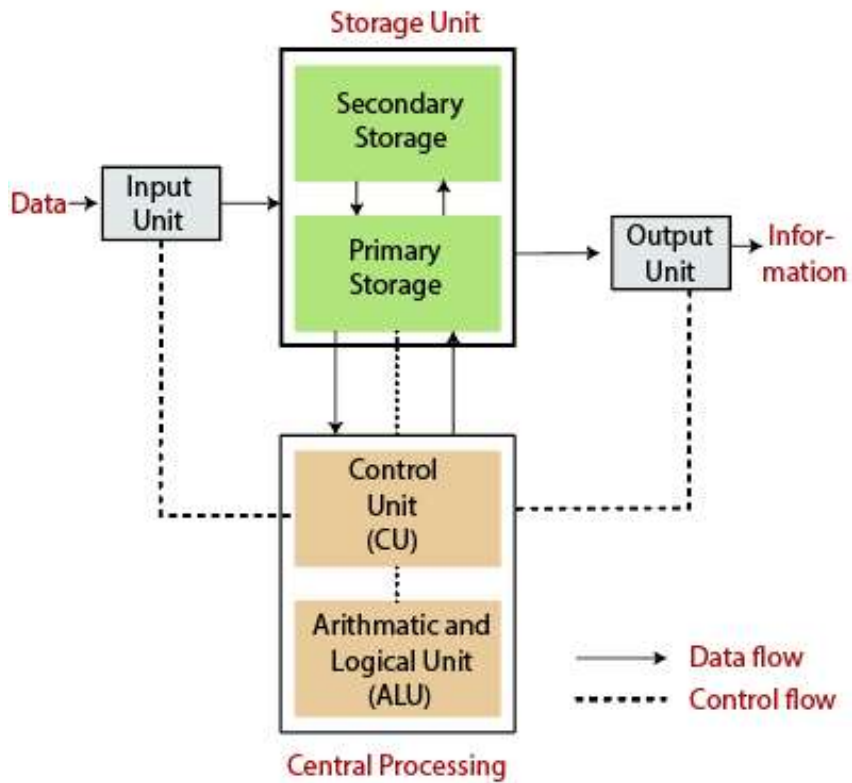 Storage Unit
Secondary
Storage
Data
Input
Unit
Primary
Storage
Output
Unit
Infor-
mation
Control
Unit
(CU)
Arithmatic and
Logical Unit
(ALU)
Data flow
Control flow
Central Processing